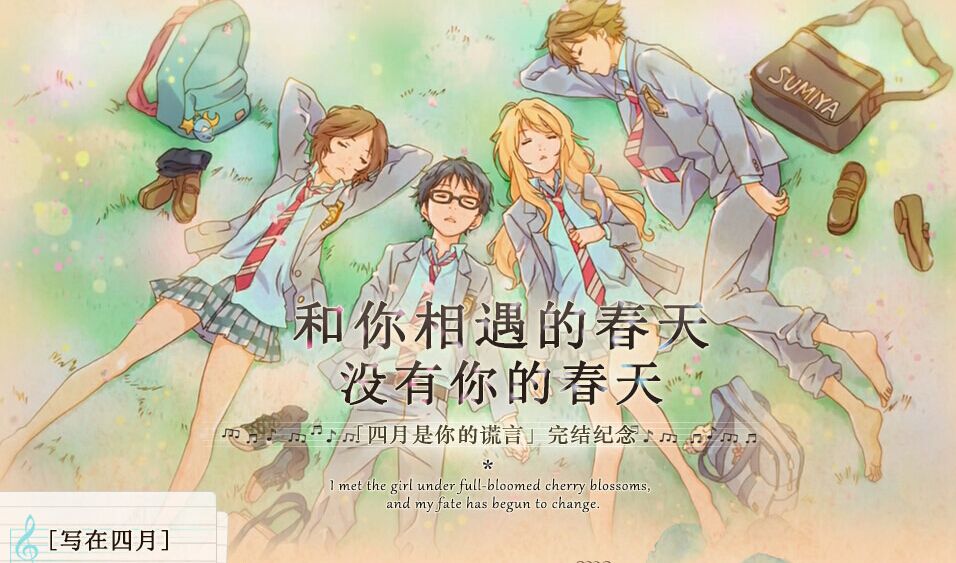 SUMIYA
和你相遇的春天
没有你的春天
「四月是你的谎言」完结纪念
*
I met the girl under full-bloomed cherry blossoms,
and my fate has begun to change.
[写在四月]